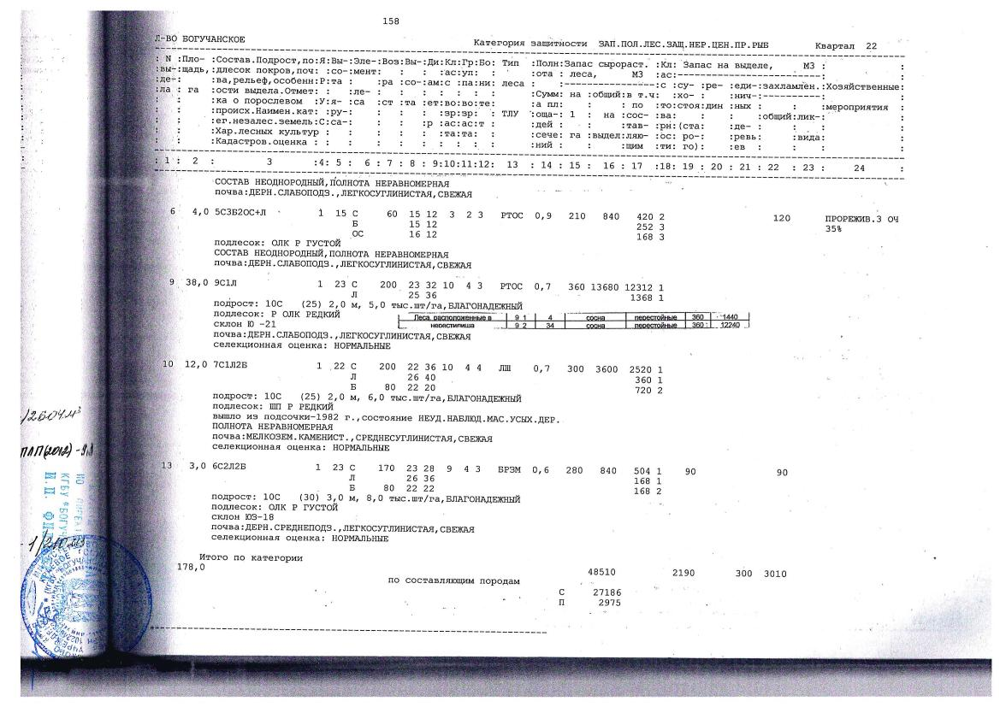 158
Л-ВО БОГУЧАНСКОЕ Категория защитности ЗАП.ПОЛ.ЛЕС.ЗАЩ.НЕР.ЦЕН.ПР.РЫБ Квартал 22
: N :Пло- :Состав.Подрост,по:Я:Вы-:Эле-:Воз:Вы-:Ди:Кл:Гр:Бо: Тип :Полн:Запас сырораст. :Кл: Запас на выделе, М3 : :
:вы-:щадь,:длесок покров,поч: :со-:мент: : : :ас:уп: : :ота : леса, М3 :ас:--------------------------: :
:де-: :ва,рельеф,особенн:Р:та : :ра :со-:ам:с :па:ни: леса : :-----------------:с :су- :ре- :еди-:захламлен.:Хозяйственные:
:ла : га :ости выдела.Отмет: : :ле- : : : : : : : :Сумм: на :общий:в т.ч: :хо- : :нич-:----------: :
: : :ка о порослевом :У:я- :са :ст :та :ет:во:во:те: :а пл: : : по :то:стоя:дин :ных : : :мероприятия :
: : :происх.Наимен.кат: :ру-: : : : :зр:зр: : ТЛУ :оща-: 1 : на :сос- :ва: : : :общий:лик-: :
: : :ег.незалес.земель:С:са-: : : :р :ас:ас:т : :дей : : :тав- :рн:(ста: :де- : : : :
: : :Хар.лесных культур : : : : : : :та:та: : :сече: га :выдел:ляю- :ос: ро-: :ревь: :вида: :
: : :Кадастров.оценка : : : : : : : : : : : :ний : : :щим :ти: го): :ев : : : :
: 1 : 2 : 3 :4: 5 : 6 : 7 : 8 : 9:10:11:12: 13 : 14 : 15 : 16 : 17 :18: 19 : 20 : 21 : 22 : 23 : 24 :
СОСТАВ НЕОДНОРОДНЫЙ,ПОЛНОТА НЕРАВНОМЕРНАЯ
почва:ДЕРН.СЛАБОПОДЗ.,ЛЕГКОСУГЛИНИСТАЯ,СВЕЖАЯ
6 4,0 5С3Б2ОС+Л 1 15 С 60 15 12 3 2 3 РТОС 0,9 210 840 420 2 120 ПРОРЕЖИВ.3 ОЧ
Б 15 12 252 3 35%
ОС 16 12 168 3
подлесок: ОЛК Р ГУСТОЙ
СОСТАВ НЕОДНОРОДНЫЙ,ПОЛНОТА НЕРАВНОМЕРНАЯ
почва:ДЕРН.СЛАБОПОДЗ.,ЛЕГКОСУГЛИНИСТАЯ,СВЕЖАЯ
9 38,0 9С1Л 1 23 С 200 23 32 10 4 3 РТОС 0,7 360 13680 12312 1
Л 25 36 1368 1
подрост: 10С (25) 2,0 м, 5,0 тыс.шт/га,БЛАГОНАДЕЖНЫЙ
подлесок: Р ОЛК РЕДКИЙ Леса, расположенные в 9 1 4 сосна перестойные 360 1440
склон Ю -21 нерестилиша 9 2 34 сосна перестойные 360 12240
почва:ДЕРН.СЛАБОПОДЗ.,ЛЕГКОСУГЛИНИСТАЯ,СВЕЖАЯ
селекционная оценка: НОРМАЛЬНЫЕ
10 12,0 7С1Л2Б 1 22 С 200 22 36 10 4 4 ЛШ 0,7 300 3600 2520 1
Л 26 40 360 1
Б 80 22 20 720 2
подрост: 10С (25) 2,0 м, 6,0 тыс.шт/га,БЛАГОНАДЕЖНЫЙ
подлесок: ШП Р РЕДКИЙ
вышло из подсочки-1982 г.,состояние НЕУД.НАБЛЮД.МАС.УСЫХ.ДЕР.
ПОЛНОТА НЕРАВНОМЕРНАЯ
почва:МЕЛКОЗЕМ.КАМЕНИСТ.,СРЕДНЕСУГЛИНИСТАЯ,СВЕЖАЯ
селекционная оценка: НОРМАЛЬНЫЕ
13 3,0 6С2Л2Б 1 23 С 170 23 28 9 4 3 БРЗМ 0,6 280 840 504 1 90 90
Л 26 36 168 1
Б 80 22 22 168 2
подрост: 10С (30) 3,0 м, 8,0 тыс.шт/га,БЛАГОНАДЕЖНЫЙ
подлесок: ОЛК Р ГУСТОЙ
склон ЮЗ-18
почва:ДЕРН.СРЕДНЕПОДЗ.,ЛЕГКОСУГЛИНИСТАЯ,СВЕЖАЯ
селекционная оценка: НОРМАЛЬНЫЕ
Итого по категории
178,0 48510 2190 300 3010
по составляющим породам
С 27186
П 2975